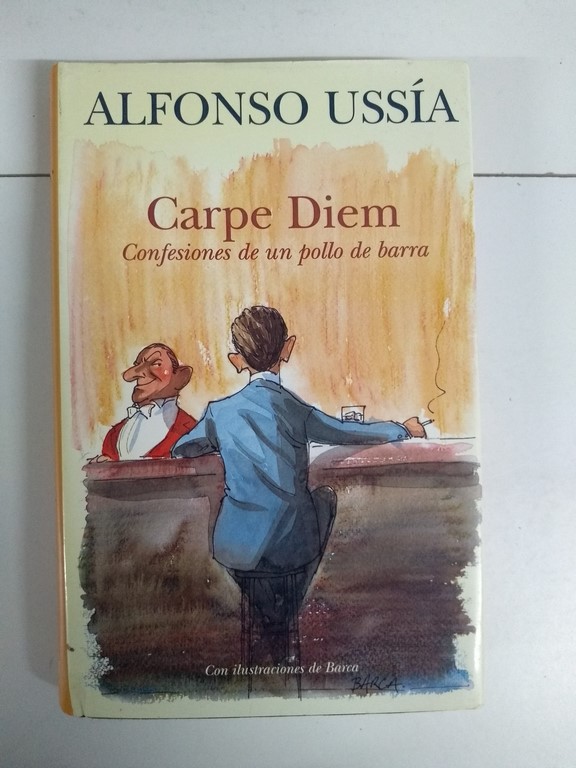 ALFONSO USSÍA
Carpe Diem
Confesiones de un pollo de barra
Con ilustraciones de Barca
BARCA